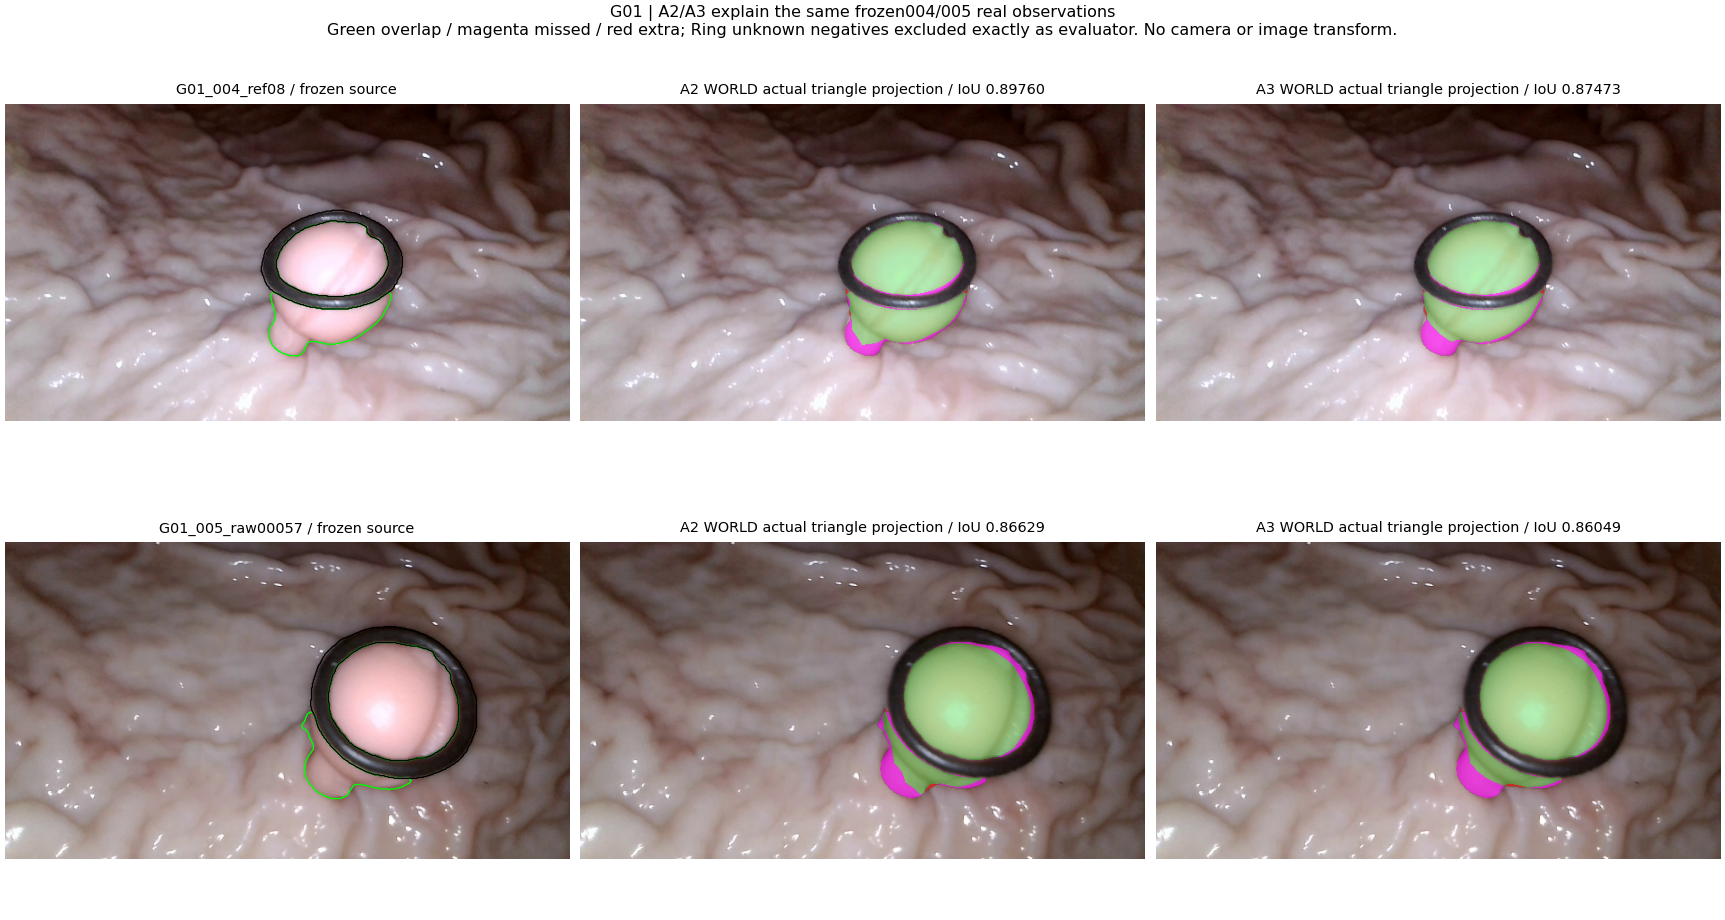 G01 | A2/A3 explain the same frozen004/005 real observations
Green overlap / magenta missed / red extra; Ring unknown negatives excluded exactly as evaluator. No camera or image transform.
G01_004_ref08 / frozen source
A2 WORLD actual triangle projection / IoU 0.89760
A3 WORLD actual triangle projection / IoU 0.87473
G01_005_raw00057 / frozen source
A2 WORLD actual triangle projection / IoU 0.86629
A3 WORLD actual triangle projection / IoU 0.86049